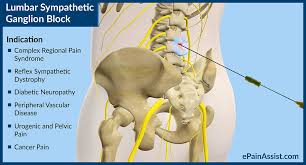 Lumbar Sympathetic
Ganglion Block
Indication
• Complex Regional Pain
Syndrome
• Reflex Sympathetic
Dystrophy
• Diabetic Neuropathy
• Peripheral Vascular
Disease
• Urogenic and Pelvic
Pain
• Cancer Pain
ePainAssist.com